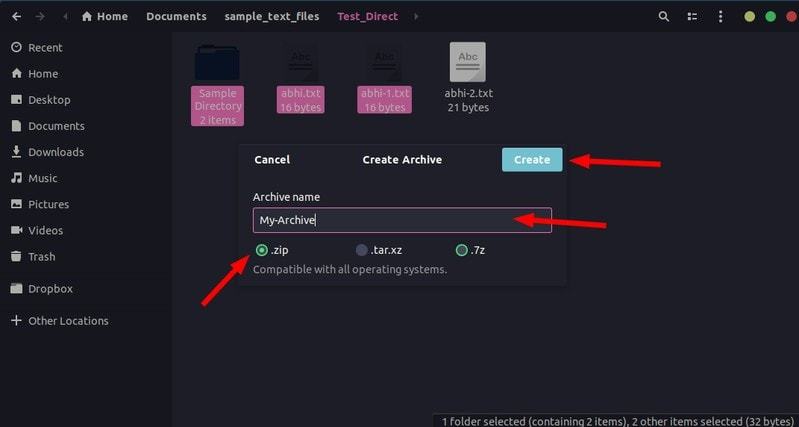 Home Documents sample_text_files Test_Direct
Recent
Home
Desktop
Documents
Downloads
Music
Pictures
Videos
Trash
Dropbox
Other Locations
Abc
Abc
Abc
Sample
Directory
2 items
abhi.txt
16 bytes
abhi-1.txt
16 bytes
abhi-2.txt
21 bytes
Cancel Create Archive Create
Archive name
My-Archive
.zip .tar.xz .7z
Compatible with all operating systems.
1 folder selected (containing 2 items), 2 other items selected (32 bytes)